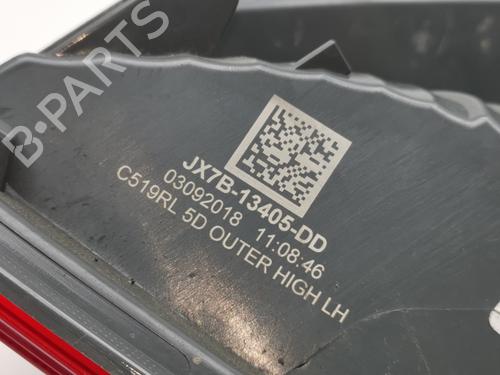 B-PARTS
JX7B-13405-DD
03092018 11:08:46
C519RL 5D OUTER HIGH LH